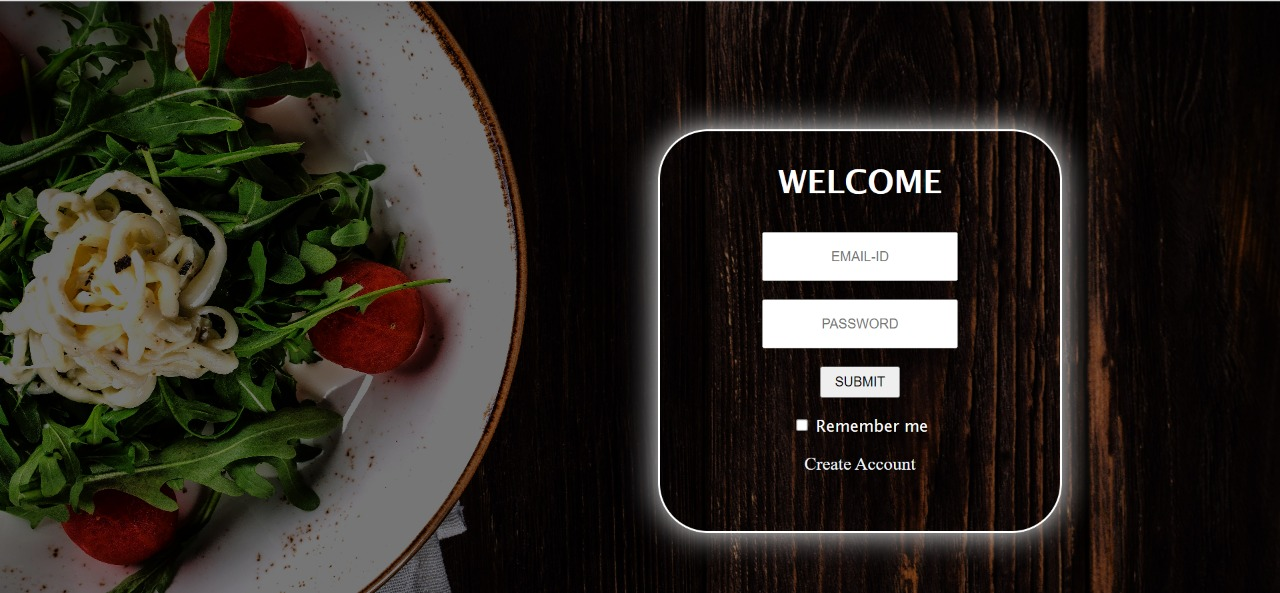 WELCOME
EMAIL-ID
PASSWORD
SUBMIT
Remember me
Create Account